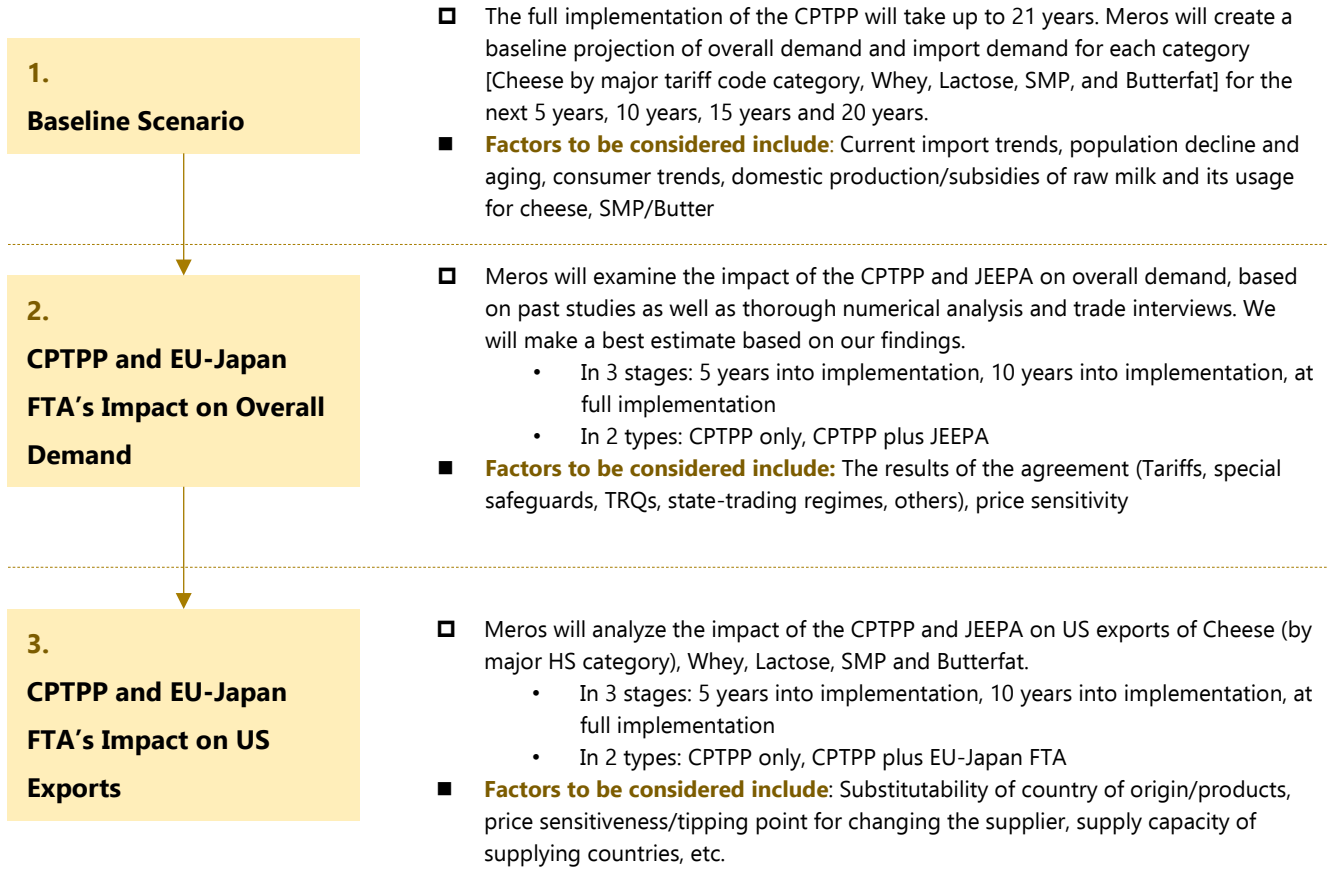 1.
Baseline Scenario
The full implementation of the CPTPP will take up to 21 years. Meros will create a
baseline projection of overall demand and import demand for each category
[Cheese by major tariff code category, Whey, Lactose, SMP, and Butterfat] for the
next 5 years, 10 years, 15 years and 20 years.
Factors to be considered include: Current import trends, population decline and
aging, consumer trends, domestic production/subsidies of raw milk and its usage
for cheese, SMP/Butter
2.
CPTPP and EU-Japan
FTA’s Impact on Overall
Demand
Meros will examine the impact of the CPTPP and JEEPA on overall demand, based
on past studies as well as thorough numerical analysis and trade interviews. We
will make a best estimate based on our findings.
• In 3 stages: 5 years into implementation, 10 years into implementation, at
full implementation
• In 2 types: CPTPP only, CPTPP plus JEEPA
Factors to be considered include: The results of the agreement (Tariffs, special
safeguards, TRQs, state-trading regimes, others), price sensitivity
3.
CPTPP and EU-Japan
FTA’s Impact on US
Exports
Meros will analyze the impact of the CPTPP and JEEPA on US exports of Cheese (by
major HS category), Whey, Lactose, SMP and Butterfat.
• In 3 stages: 5 years into implementation, 10 years into implementation, at
full implementation
• In 2 types: CPTPP only, CPTPP plus EU-Japan FTA
Factors to be considered include: Substitutability of country of origin/products,
price sensitiveness/tipping point for changing the supplier, supply capacity of
supplying countries, etc.